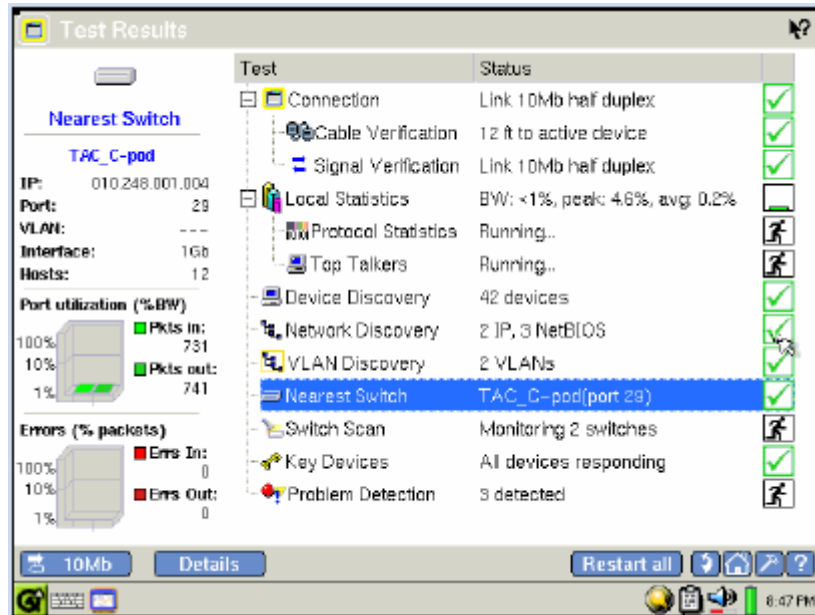 Test Results
Nearest Switch
TAC_C-pod
IP: 010.248.001.004
Port: 29
VLAN: ---
Interface: 1Gb
Hosts: 12
Port utilization (%BW)
100%
10%
1%
Pkts in:
731
Pkts out:
741
Errors (% packets)
100%
10%
1%
Errs In:
0
Errs Out:
0
Test Status
Connection Link 10Mb half duplex
Cable Verification 12 ft to active device
Signal Verification Link 10Mb half duplex
Local Statistics BW: <1%, peak: 4.6%, avg: 0.2%
Protocol Statistics Running...
Top Talkers Running...
Device Discovery 42 devices
Network Discovery 2 IP, 3 NetBIOS
VLAN Discovery 2 VLANs
Nearest Switch TAC_C-pod(port 29)
Switch Scan Monitoring 2 switches
Key Devices All devices responding
Problem Detection 3 detected
10Mb Details Restart all ?
8:47 PM